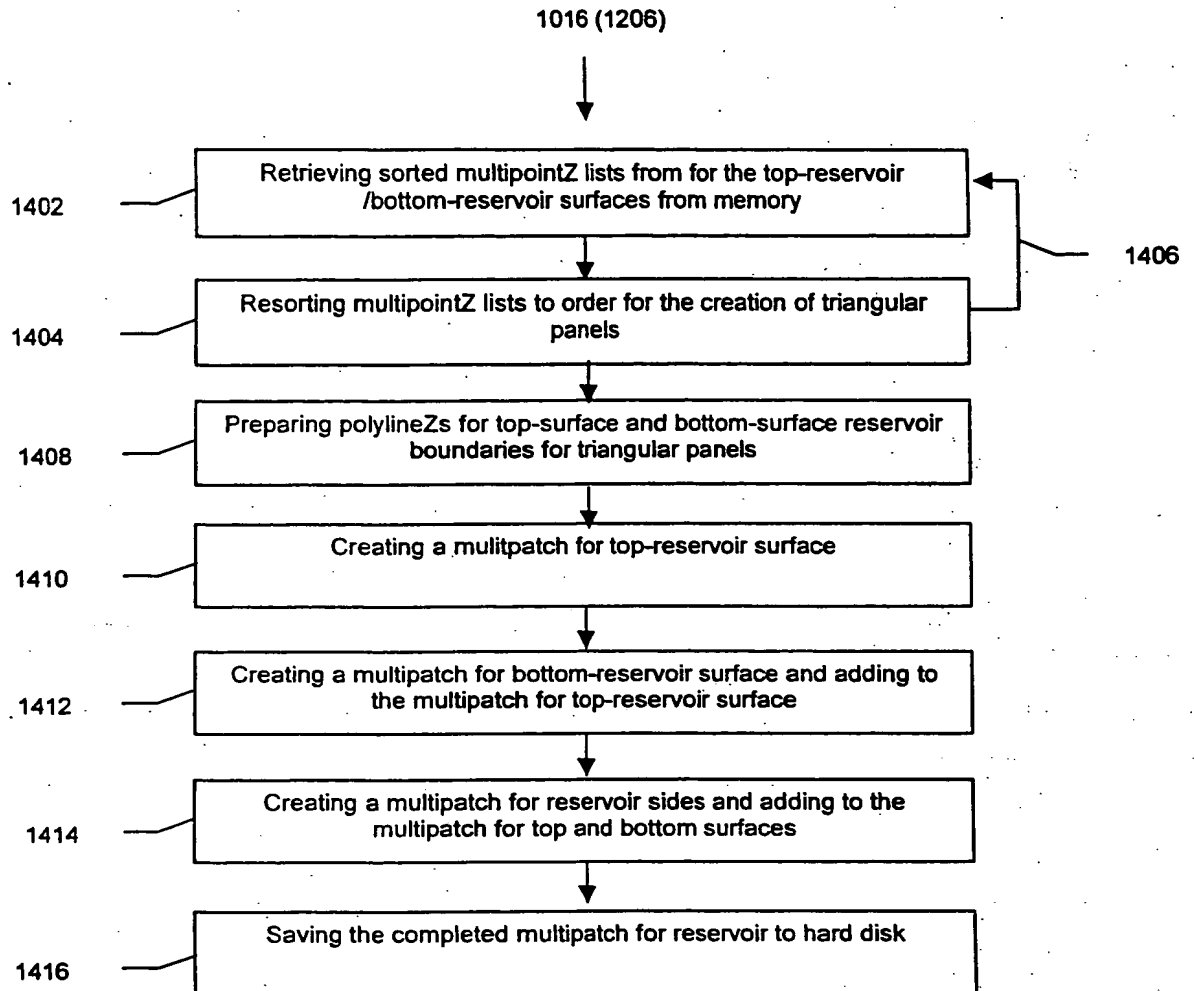 1016 (1206)
Retrieving sorted multipointZ lists from for the top-reservoir
/bottom-reservoir surfaces from memory
1402
1406
Resorting multipointZ lists to order for the creation of triangular
panels
1404
Preparing polylineZs for top-surface and bottom-surface reservoir
boundaries for triangular panels
1408
Creating a mulitpatch for top-reservoir surface
1410
Creating a multipatch for bottom-reservoir surface and adding to
the multipatch for top-reservoir surface
1412
Creating a multipatch for reservoir sides and adding to the
multipatch for top and bottom surfaces
1414
Saving the completed multipatch for reservoir to hard disk
1416